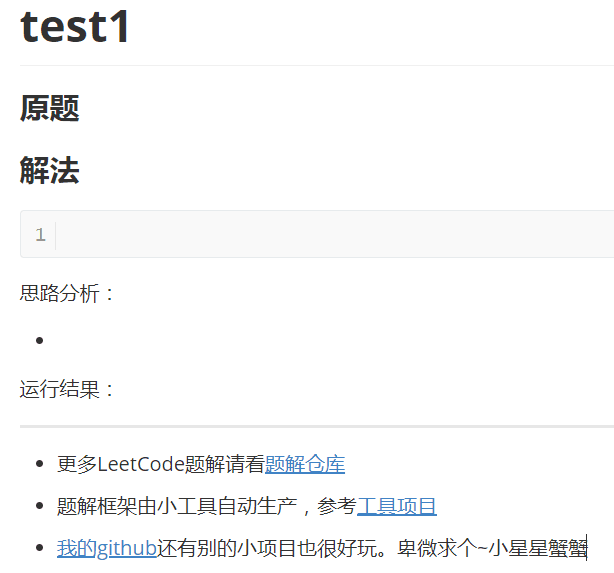 test1
原题
解法
1
思路分析：
运行结果：
更多LeetCode题解请看题解仓库
题解框架由小工具自动生产，参考工具项目
我的github还有别的小项目也很好玩。卑微求个~小星星蟹蟹